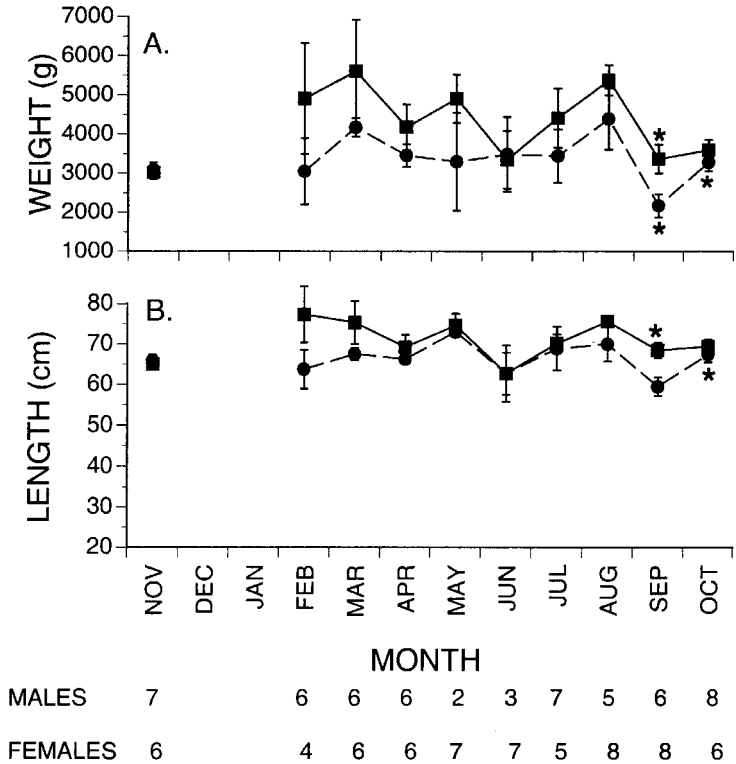 A.
WEIGHT (g)
7000
6000
5000
4000
3000
2000
1000
*
*
*
B.
LENGTH (cm)
80
70
60
50
40
30
20
*
*
NOV DEC JAN FEB MAR APR MAY JUN JUL AUG SEP OCT
MONTH
MALES 7 6 6 6 2 3 7 5 6 8
FEMALES 6 4 6 6 7 7 5 8 8 6